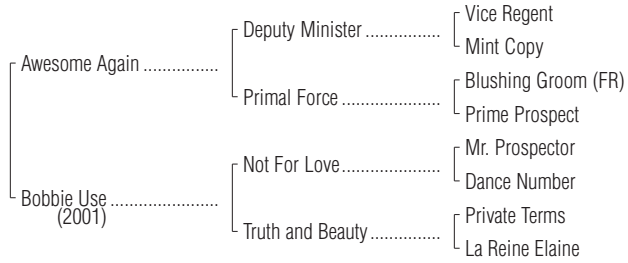 Vice Regent
Deputy Minister ..................
Mint Copy
Awesome Again ...............
Blushing Groom (FR)
Primal Force ....................
Prime Prospect
Mr. Prospector
Not For Love....................
Dance Number
Bobbie Use ......................
(2001)
Private Terms
Truth and Beauty..............
La Reine Elaine